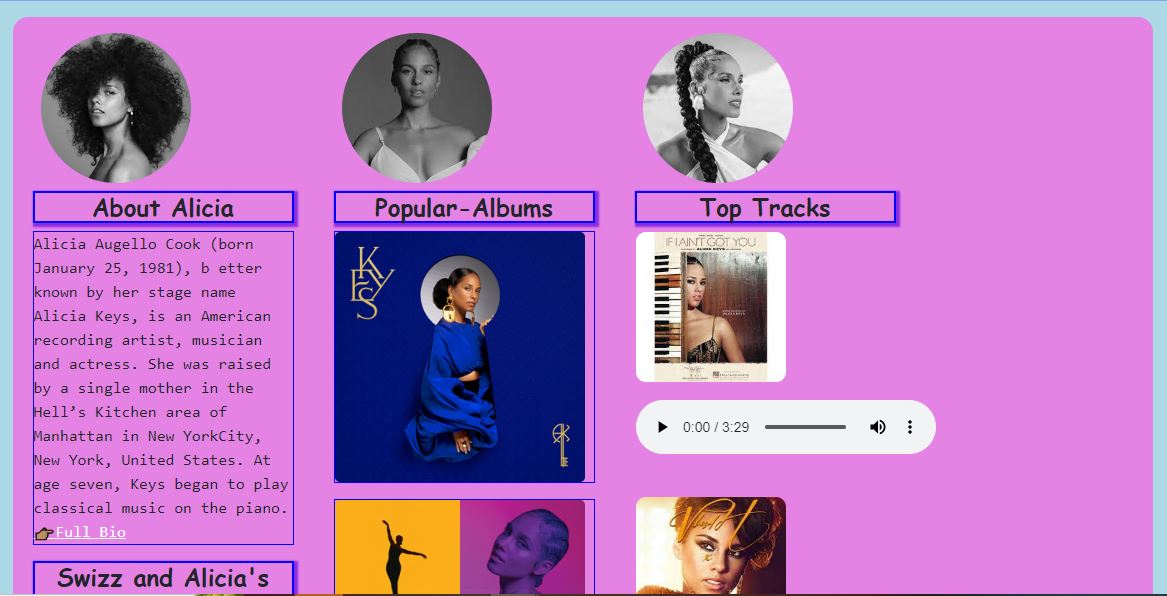 About Alicia
Alicia Augello Cook (born
January 25, 1981), b etter
known by her stage name
Alicia Keys, is an American
recording artist, musician
and actress. She was raised
by a single mother in the
Hell’s Kitchen area of
Manhattan in New YorkCity,
New York, United States. At
age seven, Keys began to play
classical music on the piano.
Full Bio
Swizz and Alicia's
Popular-Albums
KEYS
Top Tracks
IF I AIN'T GOT YOU
ALICIA KEYS
0:00 / 3:29